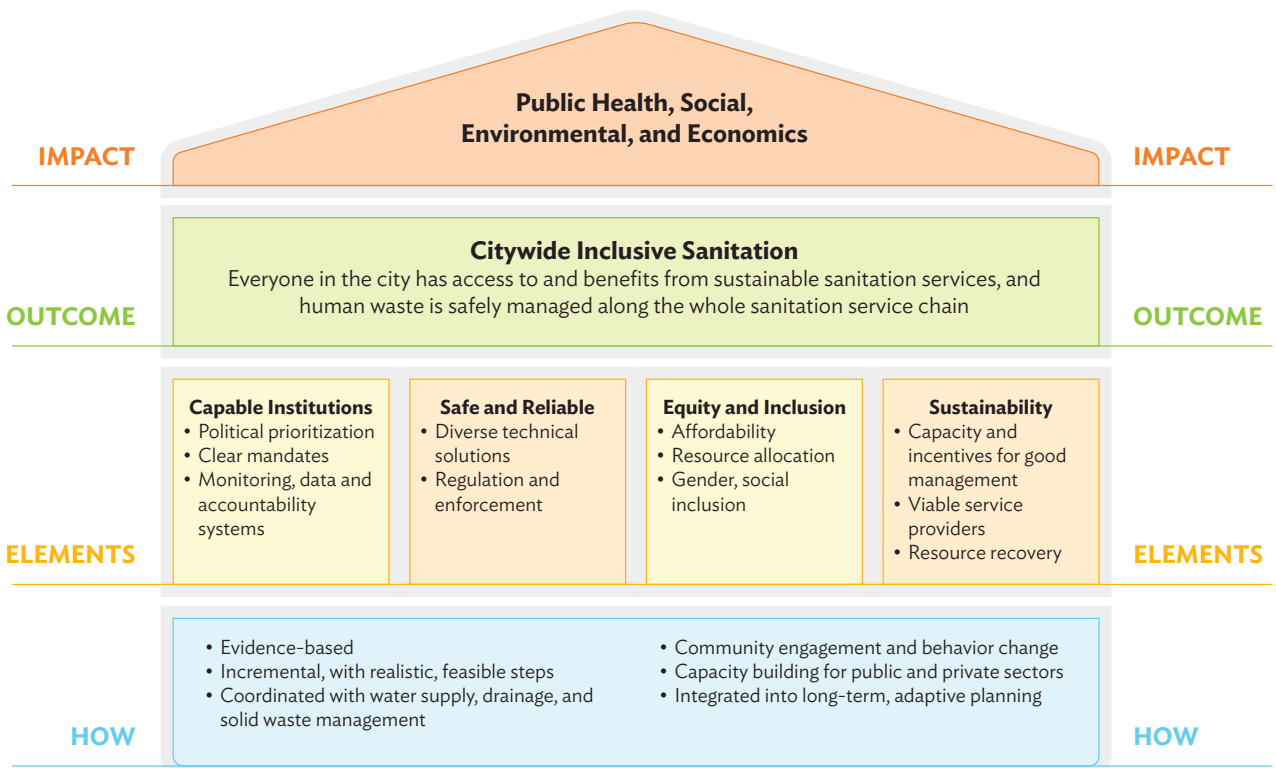 Public Health, Social,
Environmental, and Economics
IMPACT
IMPACT
Citywide Inclusive Sanitation
Everyone in the city has access to and benefits from sustainable sanitation services, and
human waste is safely managed along the whole sanitation service chain
OUTCOME
OUTCOME
Capable Institutions
• Political prioritization
• Clear mandates
• Monitoring, data and
accountability
systems
Safe and Reliable
• Diverse technical
solutions
• Regulation and
enforcement
Equity and Inclusion
• Affordability
• Resource allocation
• Gender, social
inclusion
Sustainability
• Capacity and
incentives for good
management
• Viable service
providers
• Resource recovery
ELEMENTS
ELEMENTS
• Evidence-based
• Incremental, with realistic, feasible steps
• Coordinated with water supply, drainage, and
solid waste management
• Community engagement and behavior change
• Capacity building for public and private sectors
• Integrated into long-term, adaptive planning
HOW
HOW